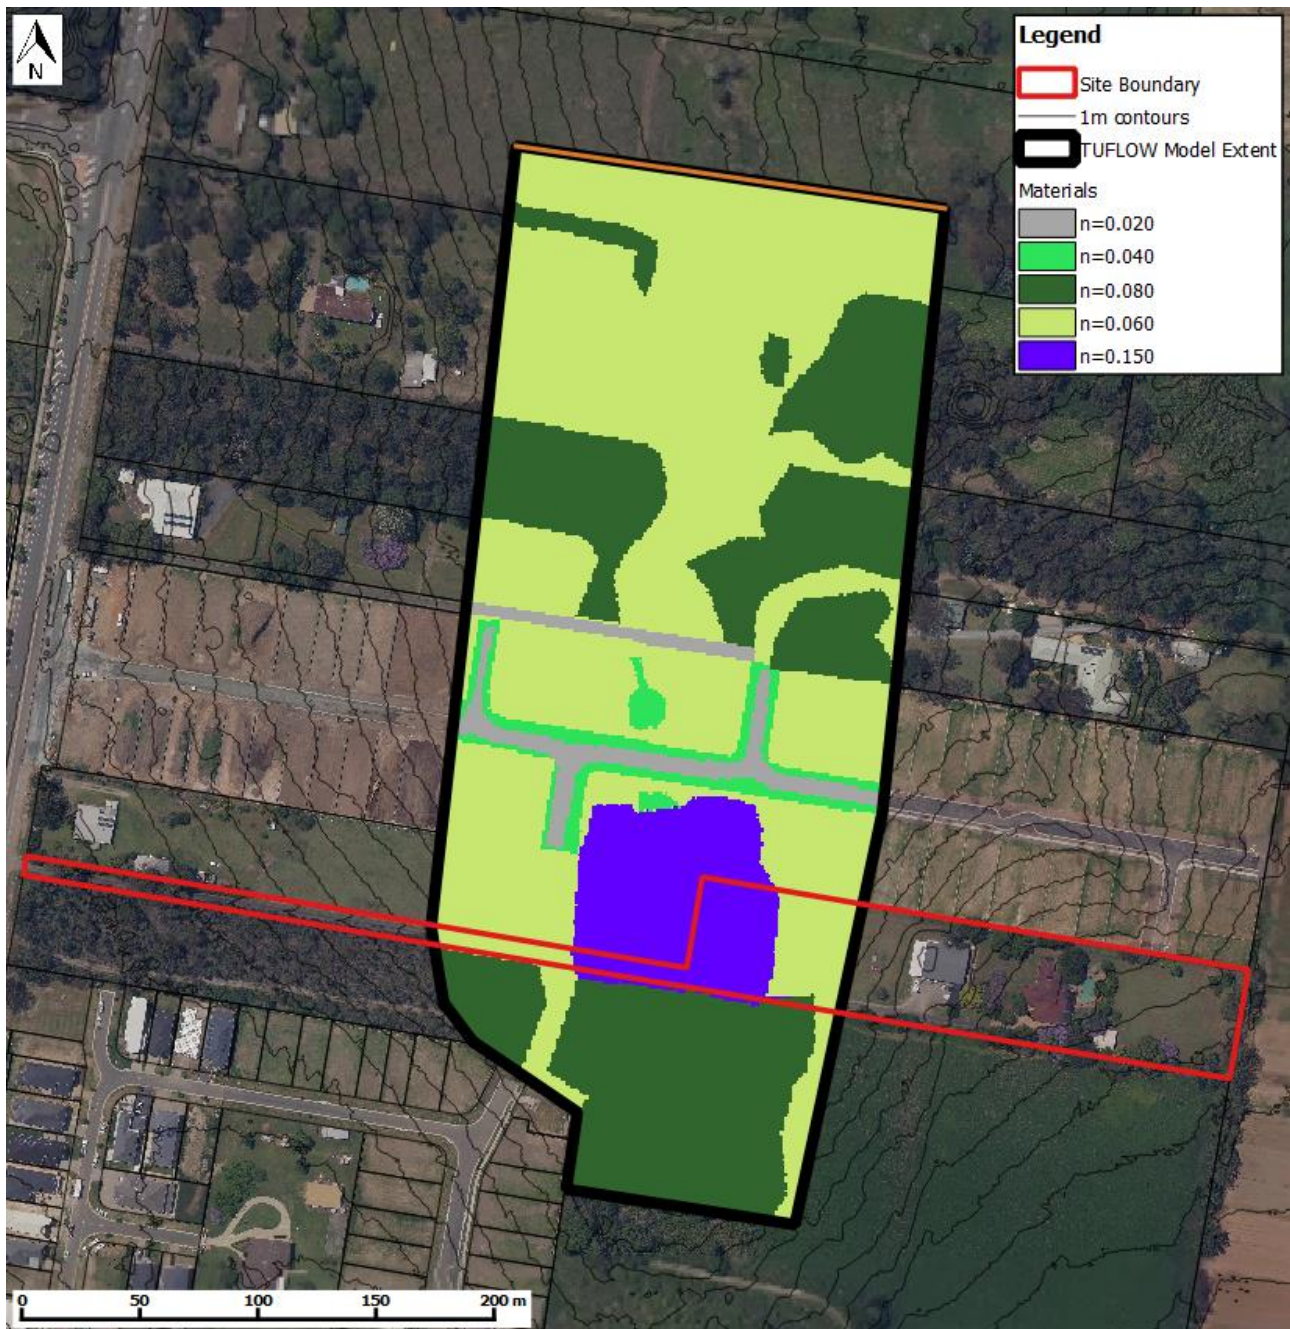 N
Legend
Site Boundary
1m contours
TUFLOW Model Extent
Materials
n=0.020
n=0.040
n=0.080
n=0.060
n=0.150
0 50 100 150 200 m